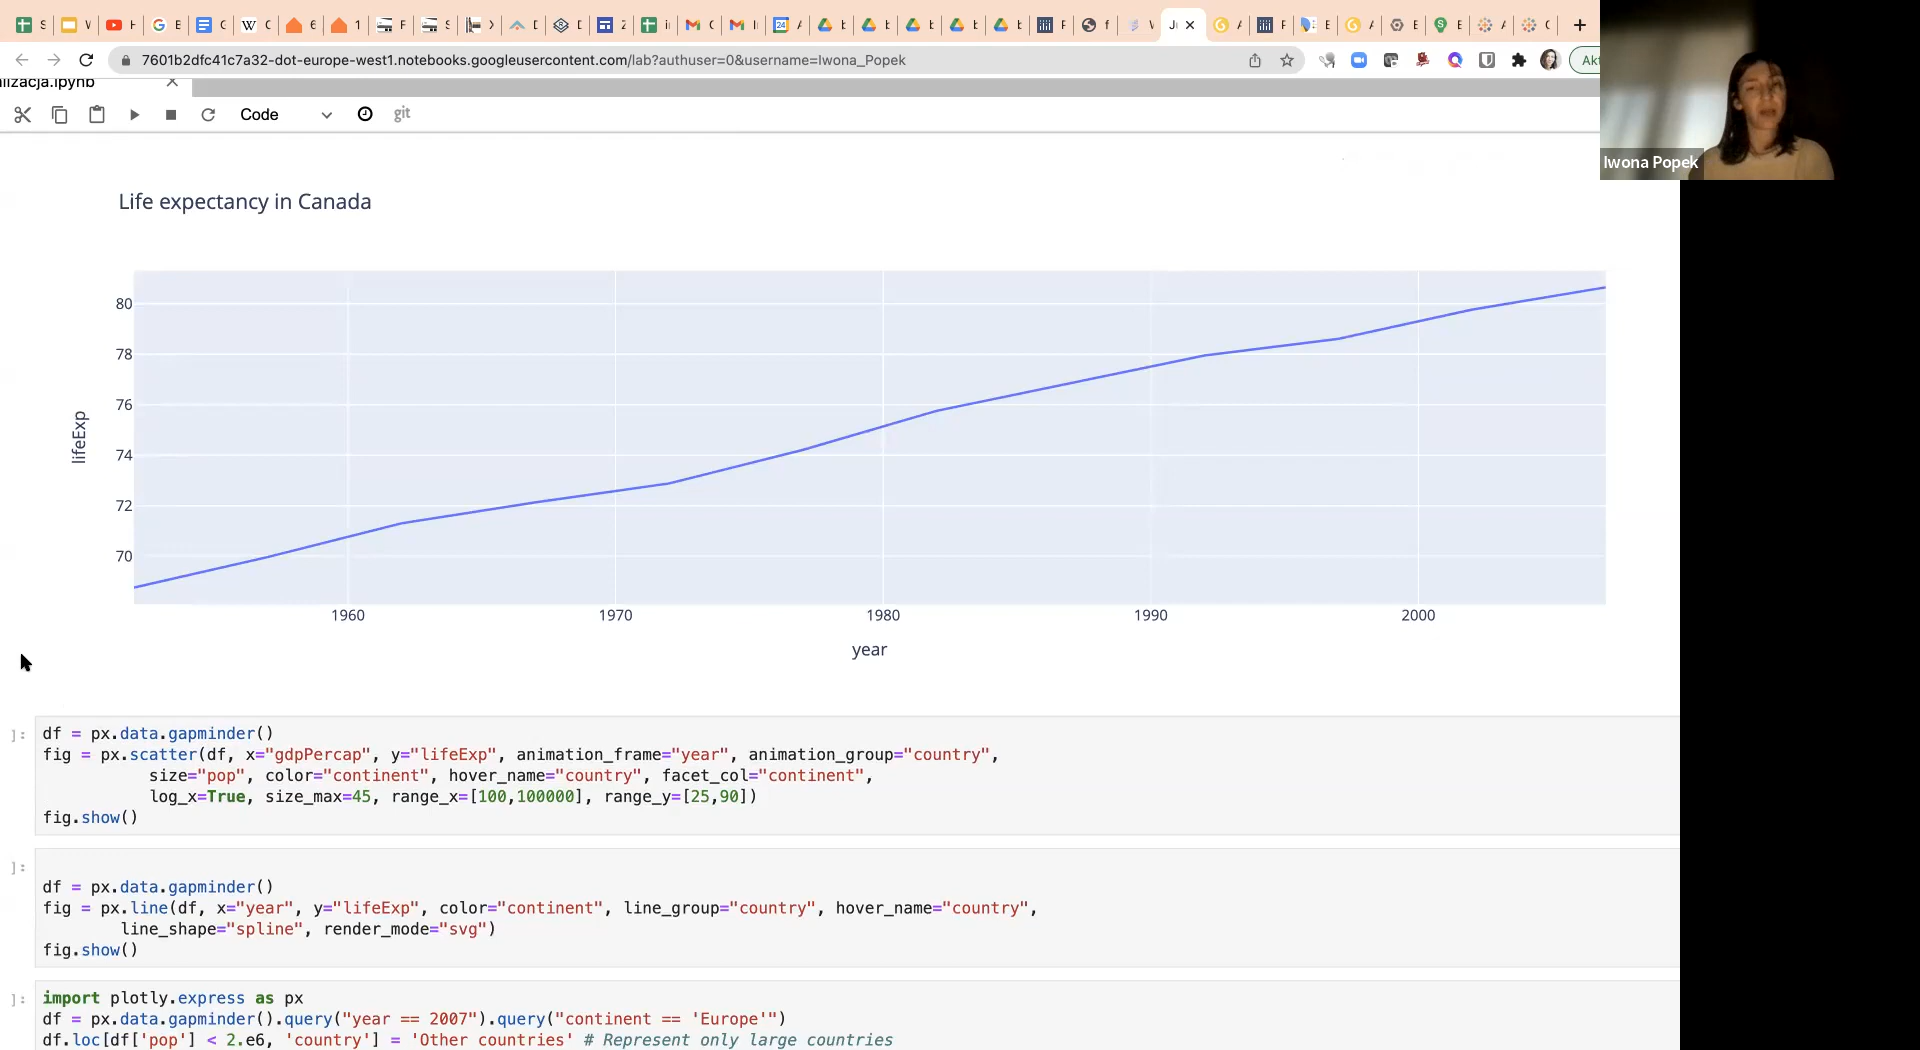 7601b2dfc41c7a32-dot-europe-west1.notebooks.googleusercontent.com/lab?authuser=0&username=Iwona_Popek
lizacja.ipynb
Code
git
Iwona Popek
Life expectancy in Canada
80
78
76
74
72
70
lifeExp
1960 1970 1980 1990 2000
year
df = px.data.gapminder()
fig = px.scatter(df, x="gdpPercap", y="lifeExp", animation_frame="year", animation_group="country",
size="pop", color="continent", hover_name="country", facet_col="continent",
log_x=True, size_max=45, range_x=[100,100000], range_y=[25,90])
fig.show()
df = px.data.gapminder()
fig = px.line(df, x="year", y="lifeExp", color="continent", line_group="country", hover_name="country",
line_shape="spline", render_mode="svg")
fig.show()
import plotly.express as px
df = px.data.gapminder().query("year == 2007").query("continent == 'Europe'")
df.loc[df['pop'] < 2.e6, 'country'] = 'Other countries' # Represent only large countries